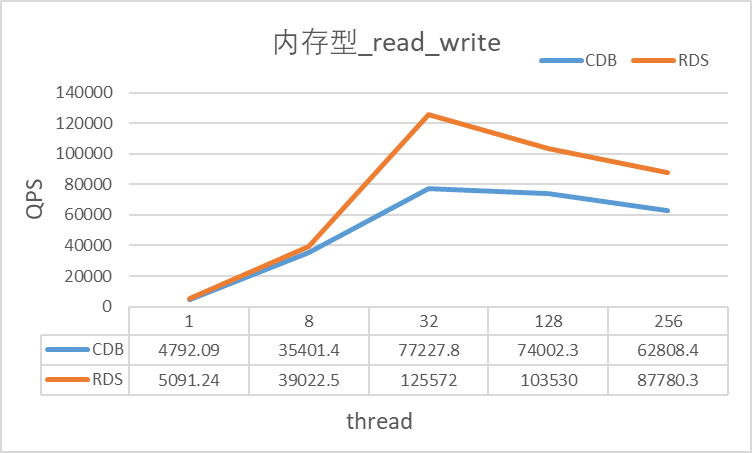 内存型_read_write
CDB RDS
140000
120000
100000
80000
60000
40000
20000
0
QPS
1 8 32 128 256
CDB 4792.09 35401.4 77227.8 74002.3 62808.4
RDS 5091.24 39022.5 125572 103530 87780.3
thread